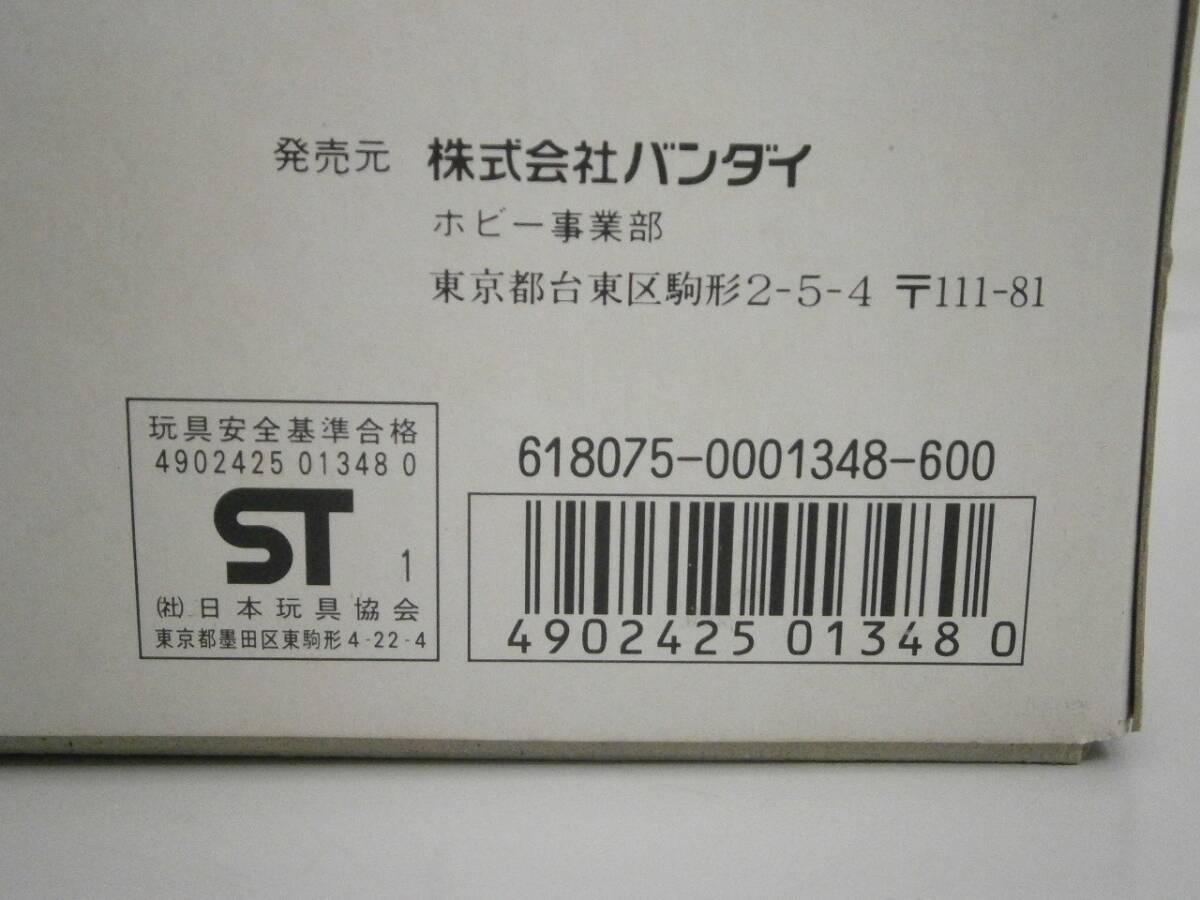 発売元 株式会社バンダイ
ホビー事業部
東京都台東区駒形2-5-4 〒111-81
玩具安全基準合格
4902425 01348 0
ST 1
(社)日本玩具協会
東京都墨田区東駒形4-22-4
618075-0001348-600
4902425 01348 0